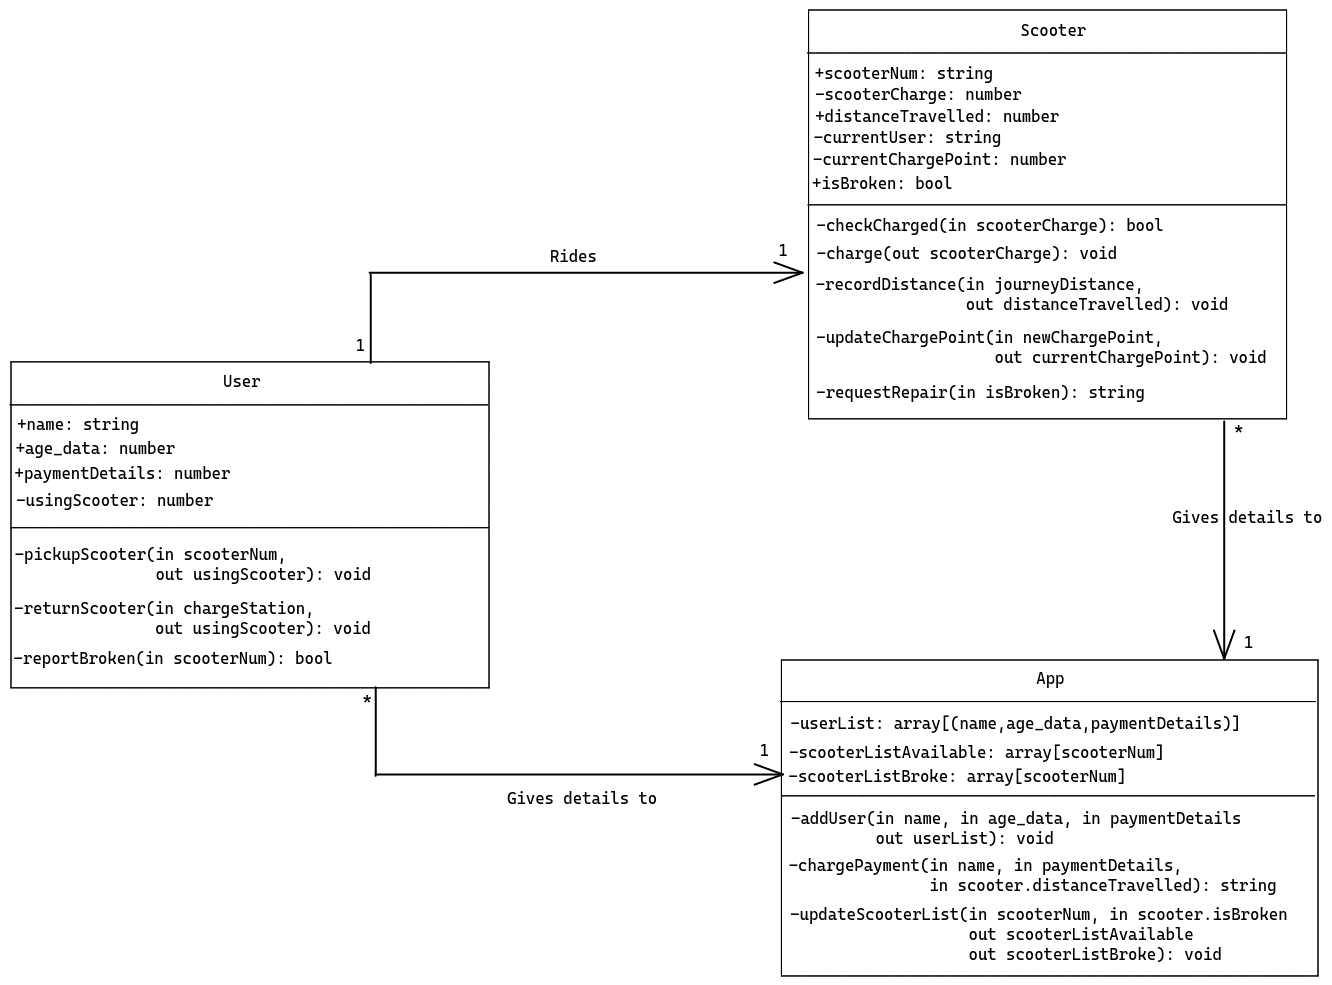 Scooter
+scooterNum: string
-scooterCharge: number
+distanceTravelled: number
-currentUser: string
-currentChargePoint: number
+isBroken: bool
-checkCharged(in scooterCharge): bool
-charge(out scooterCharge): void
-recordDistance(in journeyDistance,
out distanceTravelled): void
-updateChargePoint(in newChargePoint,
out currentChargePoint): void
-requestRepair(in isBroken): string
Rides
1
1
User
+name: string
+age_data: number
+paymentDetails: number
-usingScooter: number
-pickupScooter(in scooterNum,
out usingScooter): void
-returnScooter(in chargeStation,
out usingScooter): void
-reportBroken(in scooterNum): bool
*
Gives details to
1
*
1
Gives details to
App
-userList: array[(name,age_data,paymentDetails)]
-scooterListAvailable: array[scooterNum]
-scooterListBroke: array[scooterNum]
-addUser(in name, in age_data, in paymentDetails
out userList): void
-chargePayment(in name, in paymentDetails,
in scooter.distanceTravelled): string
-updateScooterList(in scooterNum, in scooter.isBroken
out scooterListAvailable
out scooterListBroke): void